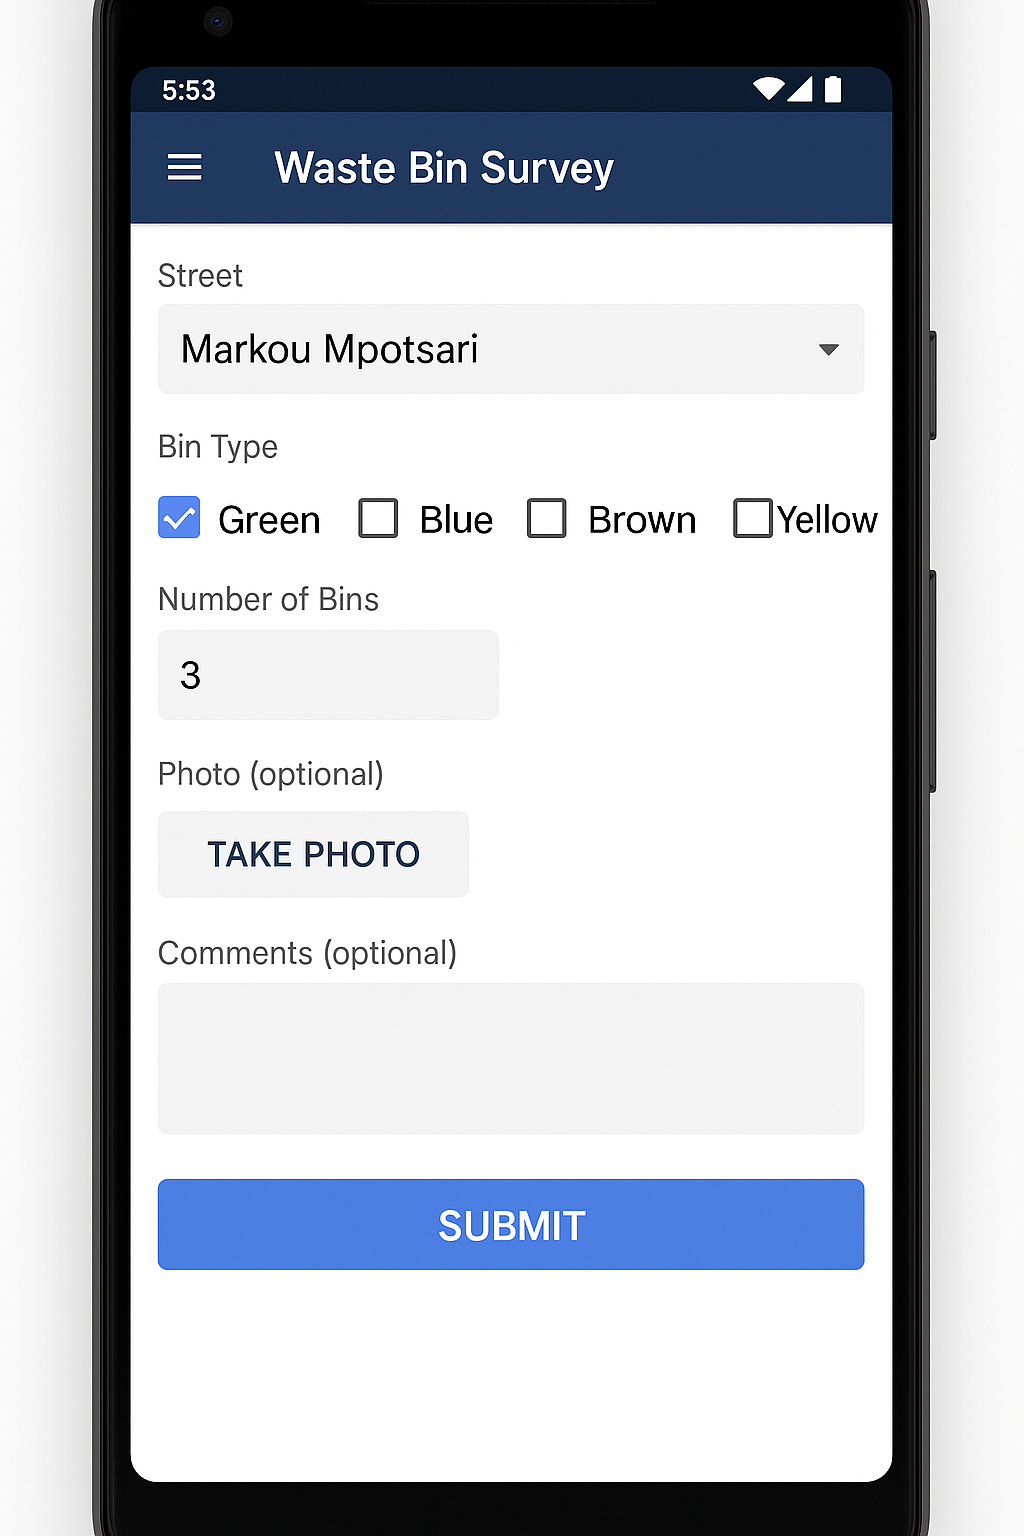 5:53
Waste Bin Survey
Street
Markou Mpotsari
Bin Type
Green Blue Brown Yellow
Number of Bins
3
Photo (optional)
TAKE PHOTO
Comments (optional)
SUBMIT